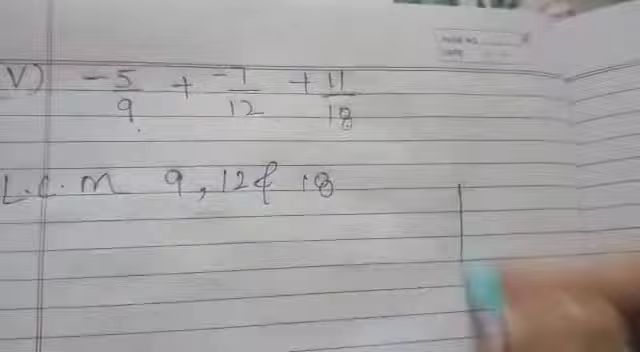 V) -5/9 + -7/12 + 11/18
L.C.M 9, 12 & 18